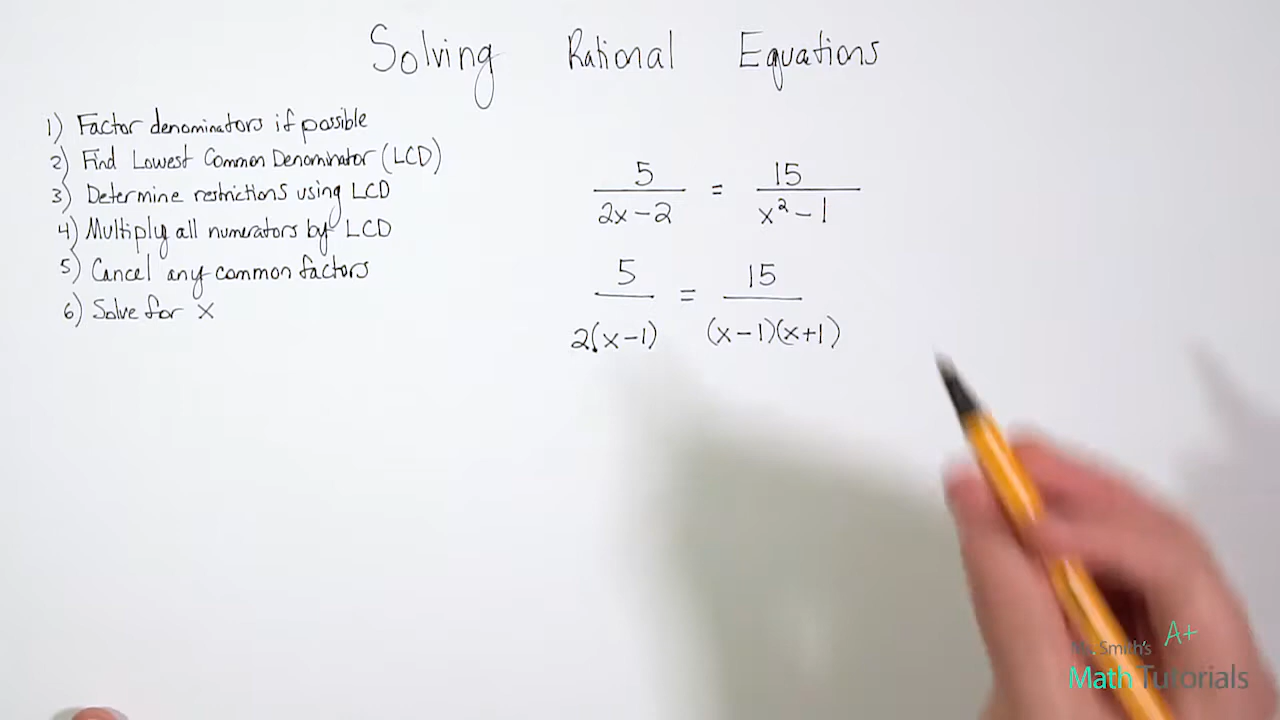 Solving Rational Equations
1) Factor denominators if possible
2) Find Lowest Common Denominator (LCD)
3) Determine restrictions using LCD
4) Multiply all numerators by LCD
5) Cancel any common factors
6) Solve for x
5/(2x-2) = 15/(x²-1)
5/(2(x-1)) = 15/((x-1)(x+1))
Smith's A+
Math Tutorials